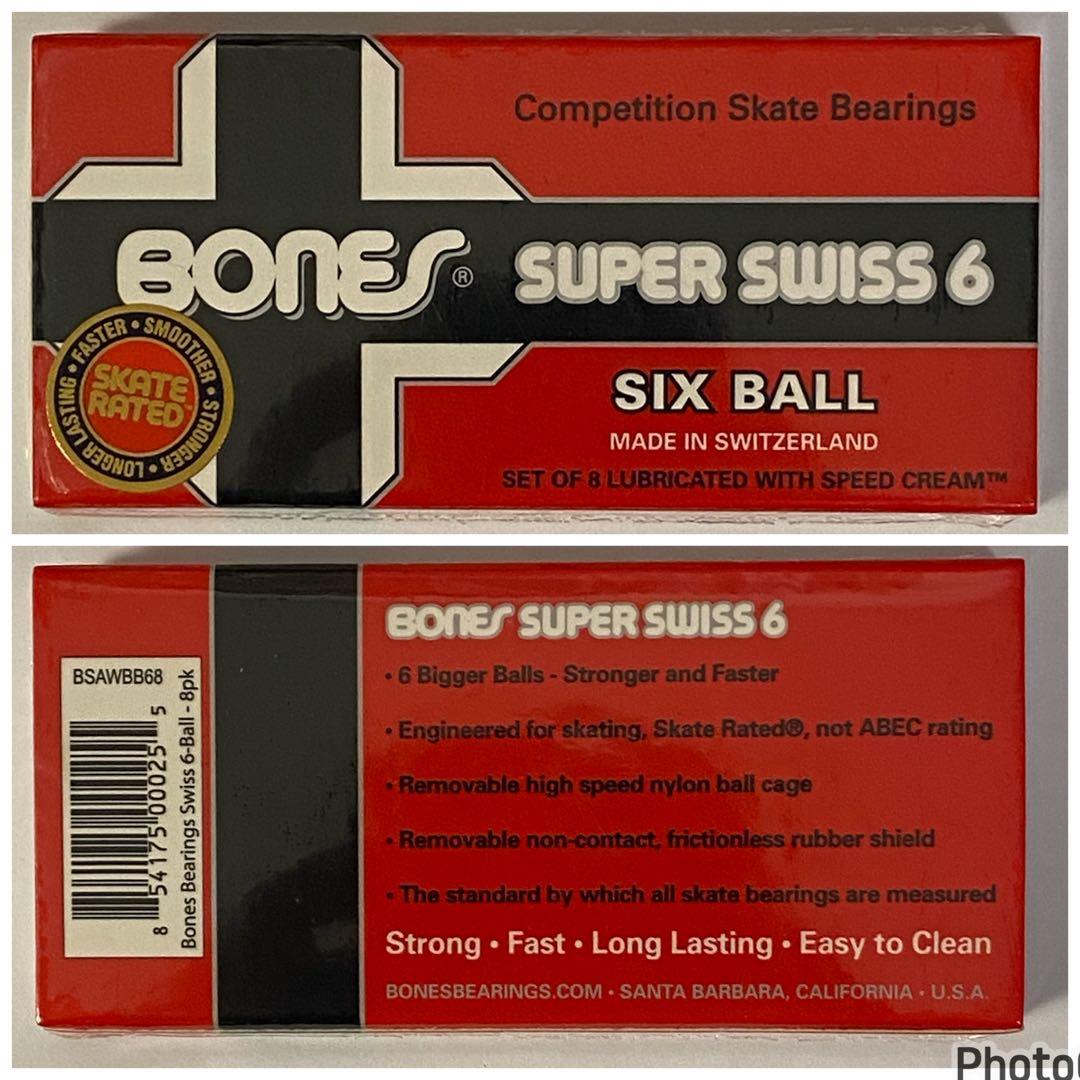 Competition Skate Bearings
BONES® SUPER SWISS 6
FASTER • SMOOTHER • STRONGER • LONGER LASTING •
SKATE
RATED™
SIX BALL
MADE IN SWITZERLAND
SET OF 8 LUBRICATED WITH SPEED CREAM™
BONES SUPER SWISS 6
• 6 Bigger Balls - Stronger and Faster
• Engineered for skating, Skate Rated®, not ABEC rating
• Removable high speed nylon ball cage
• Removable non-contact, frictionless rubber shield
• The standard by which all skate bearings are measured
Strong • Fast • Long Lasting • Easy to Clean
BONESBEARINGS.COM • SANTA BARBARA, CALIFORNIA • U.S.A.
BSAWBB68
8 54175 00025 5
Bones Bearings Swiss 6-Ball - 8pk
Photo